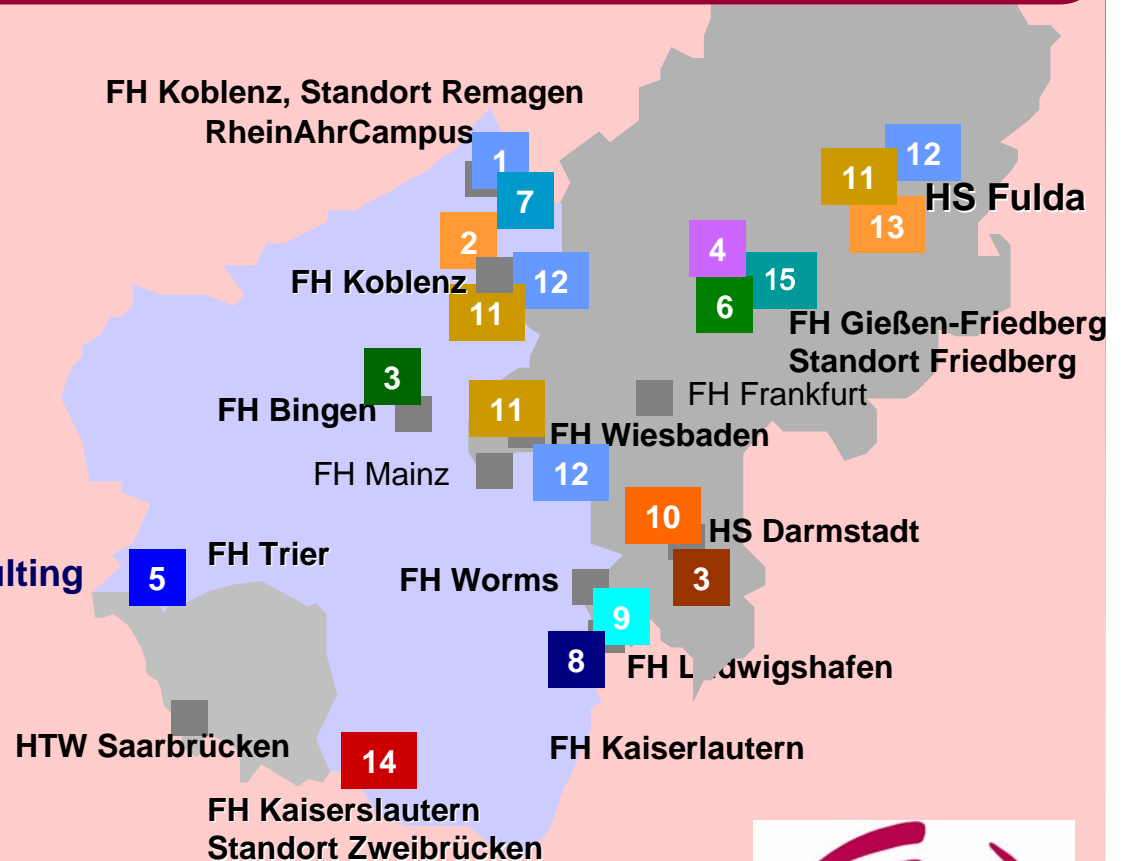 FH Koblenz, Standort Remagen
RheinAhrCampus
1
7
12
11
HS Fulda
13
2
4
15
FH Koblenz
12
11
6
FH Gießen-Friedberg
Standort Friedberg
3
FH Bingen
11
FH Frankfurt
FH Wiesbaden
FH Mainz
12
10
HS Darmstadt
ulting
5
FH Trier
FH Worms
3
9
8
FH Ludwigshafen
HTW Saarbrücken
14
FH Kaiserlautern
FH Kaiserslautern
Standort Zweibrücken